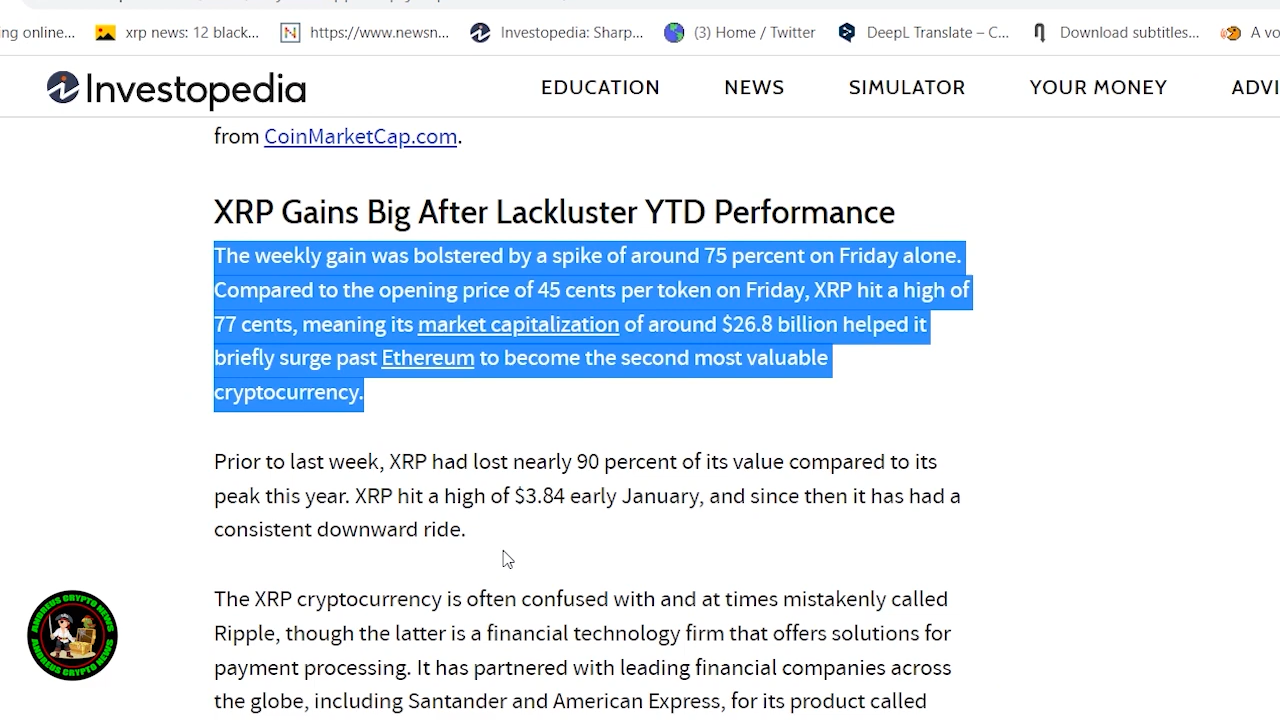 ing online... xrp news: 12 black... https://www.newsn... Investopedia: Sharp... (3) Home / Twitter DeepL Translate – C... Download subtitles... A vo
Investopedia EDUCATION NEWS SIMULATOR YOUR MONEY ADVI
from CoinMarketCap.com.
XRP Gains Big After Lackluster YTD Performance
The weekly gain was bolstered by a spike of around 75 percent on Friday alone.
Compared to the opening price of 45 cents per token on Friday, XRP hit a high of
77 cents, meaning its market capitalization of around $26.8 billion helped it
briefly surge past Ethereum to become the second most valuable
cryptocurrency.
Prior to last week, XRP had lost nearly 90 percent of its value compared to its
peak this year. XRP hit a high of $3.84 early January, and since then it has had a
consistent downward ride.
The XRP cryptocurrency is often confused with and at times mistakenly called
Ripple, though the latter is a financial technology firm that offers solutions for
payment processing. It has partnered with leading financial companies across
the globe, including Santander and American Express, for its product called
ANDREUS CRYPTO NEWS
ANDREUS CRYPTO NEWS